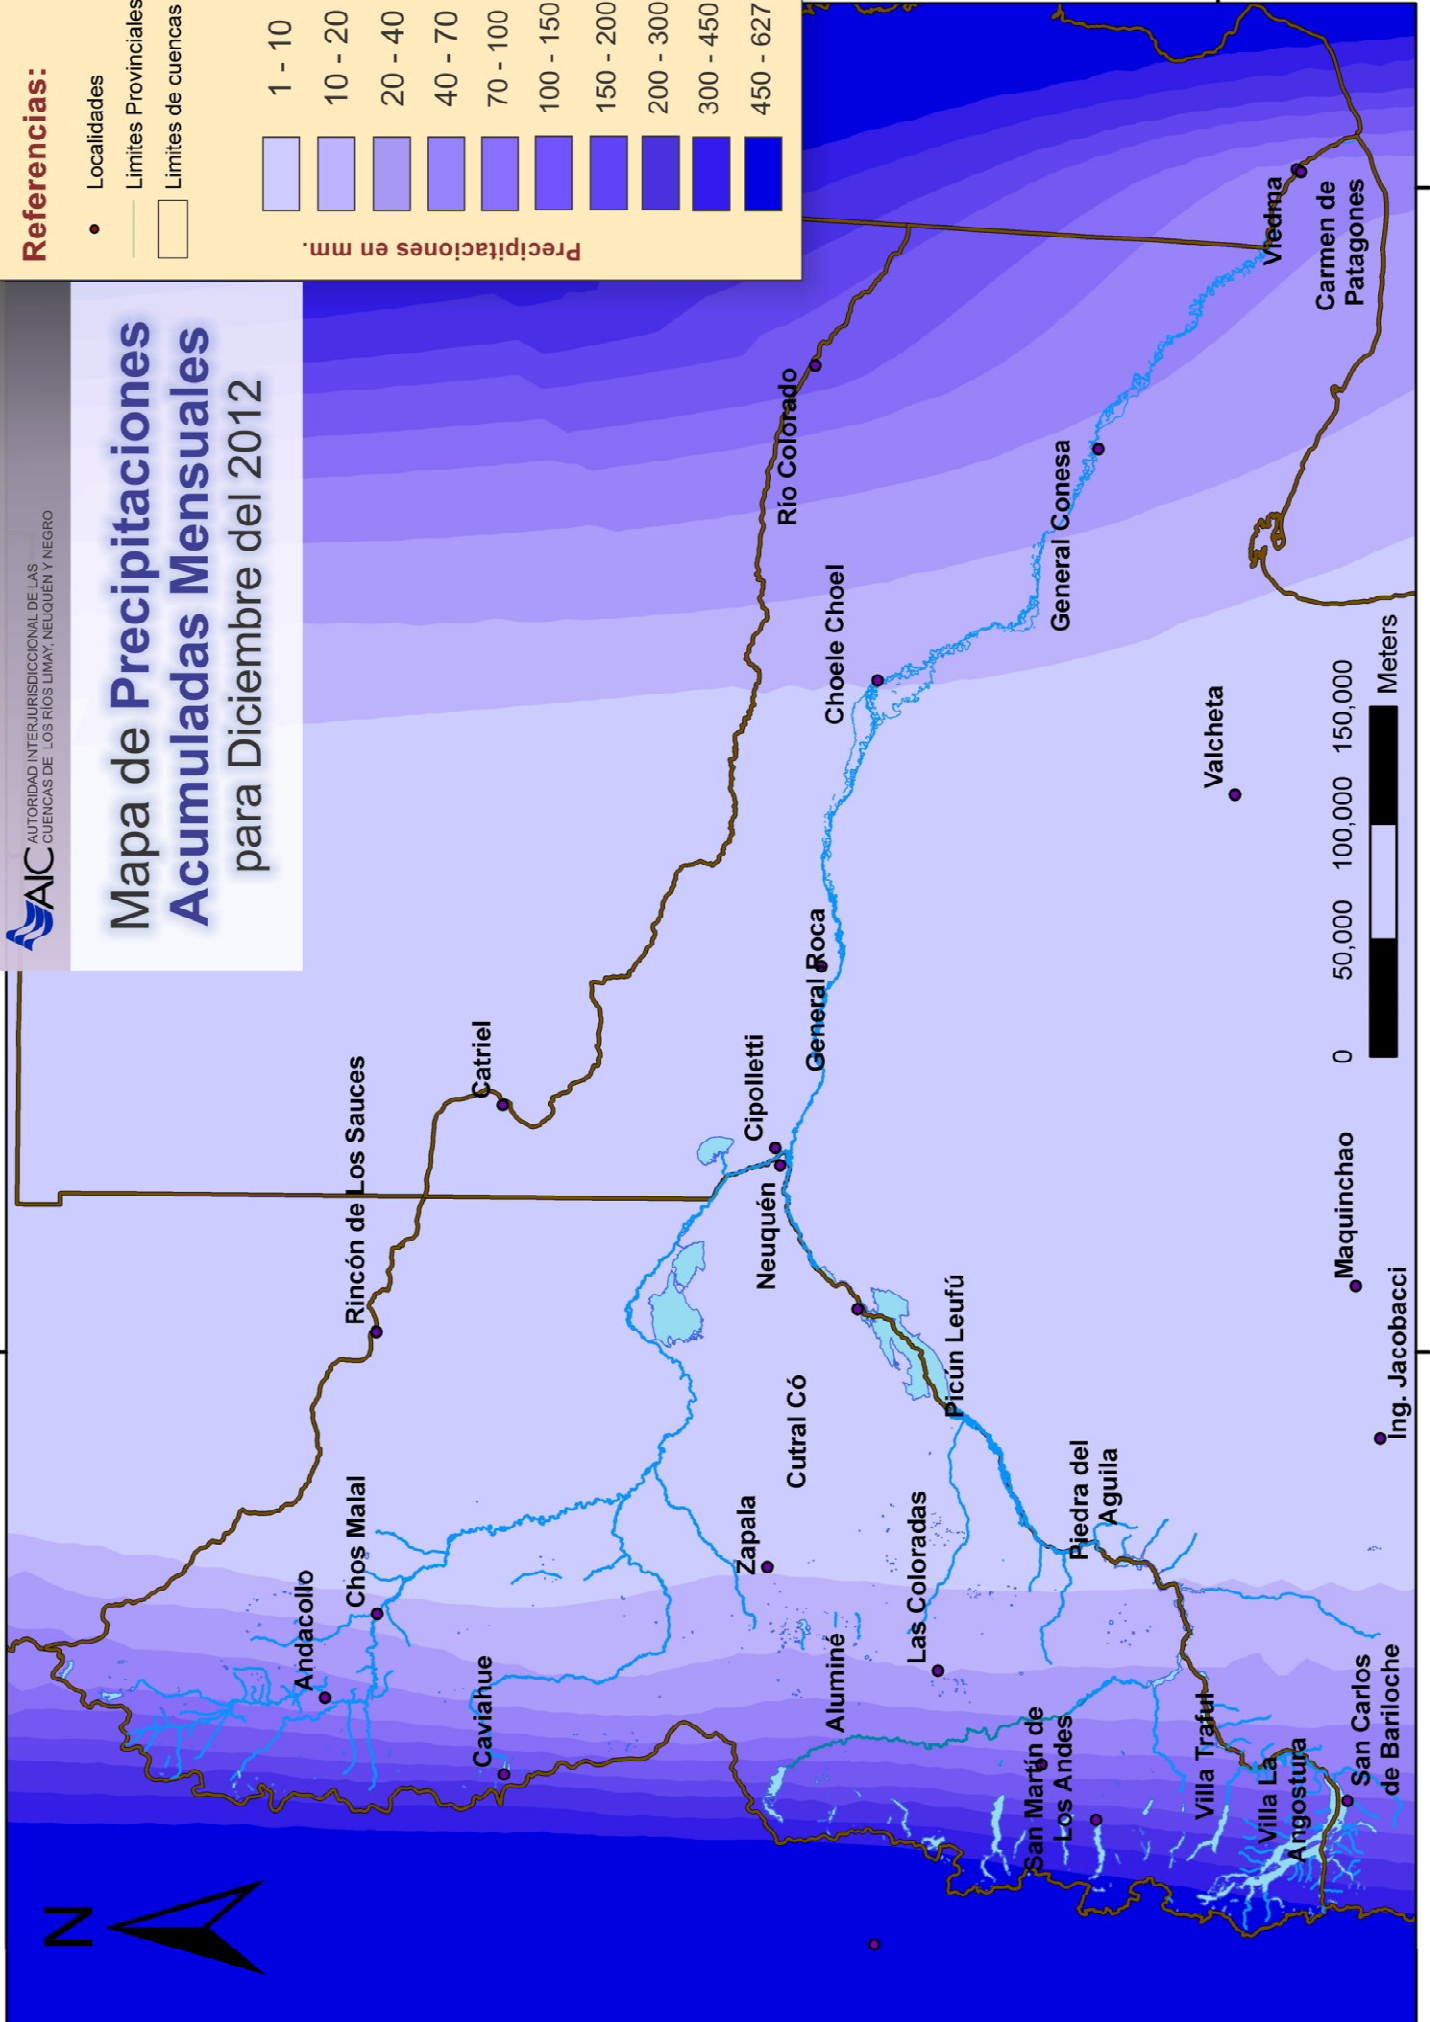 AIC
AUTORIDAD INTERJURISDICCIONAL DE LAS
CUENCAS DE LOS RÍOS LIMAY, NEUQUÉN Y NEGRO
Mapa de Precipitaciones
Acumuladas Mensuales
para Diciembre del 2012
Referencias:
Localidades
Limites Provinciales
Limites de cuencas
Precipitaciones en mm.
1 - 10
10 - 20
20 - 40
40 - 70
70 - 100
100 - 150
150 - 200
200 - 300
300 - 450
450 - 627
N
Rincón de Los Sauces
Catriel
Chos Malal
Andacollo
Caviahue
Cipolletti
Neuquén
General Roca
Choele Choel
Río Colorado
General Conesa
Viedma
Carmen de
Patagones
Valcheta
Zapala
Cutral Có
Picún Leufú
Las Coloradas
Aluminé
Piedra del
Aguila
San Martín de
Los Andes
Villa Traful
Villa La
Angostura
San Carlos
de Bariloche
Maquinchao
Ing. Jacobacci
0 50,000 100,000 150,000
Meters